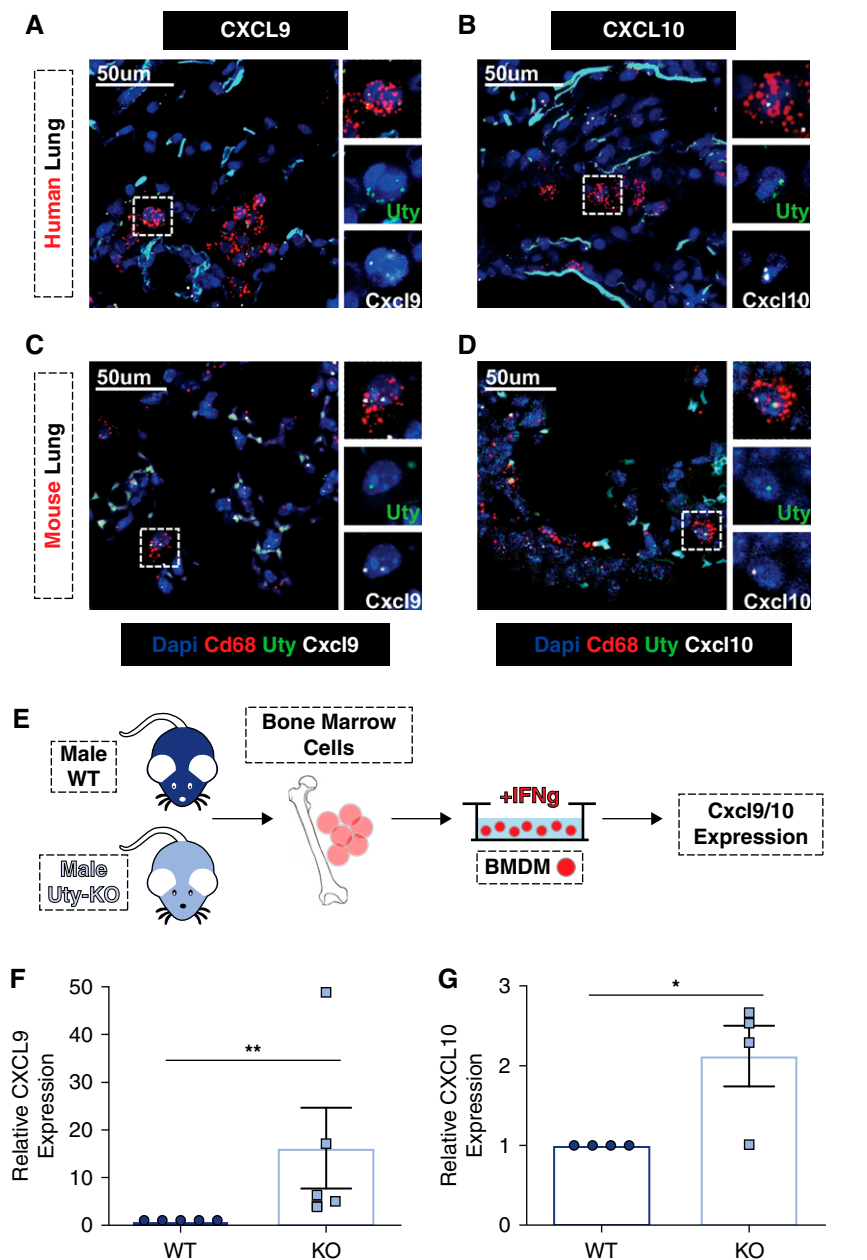 A
CXCL9
B
CXCL10
Human Lung
50um
Uty
Cxcl9
50um
Uty
Cxcl10
C
D
Mouse Lung
50um
Uty
Cxcl9
50um
Uty
Cxcl10
Dapi Cd68 Uty Cxcl9
Dapi Cd68 Uty Cxcl10
E
Male
WT
Male
Uty-KO
Bone Marrow
Cells
+IFNg
BMDM
Cxcl9/10
Expression
F
Relative CXCL9
Expression
50
40
30
20
10
0
**
WT
KO
G
Relative CXCL10
Expression
3
2
1
0
*
WT
KO